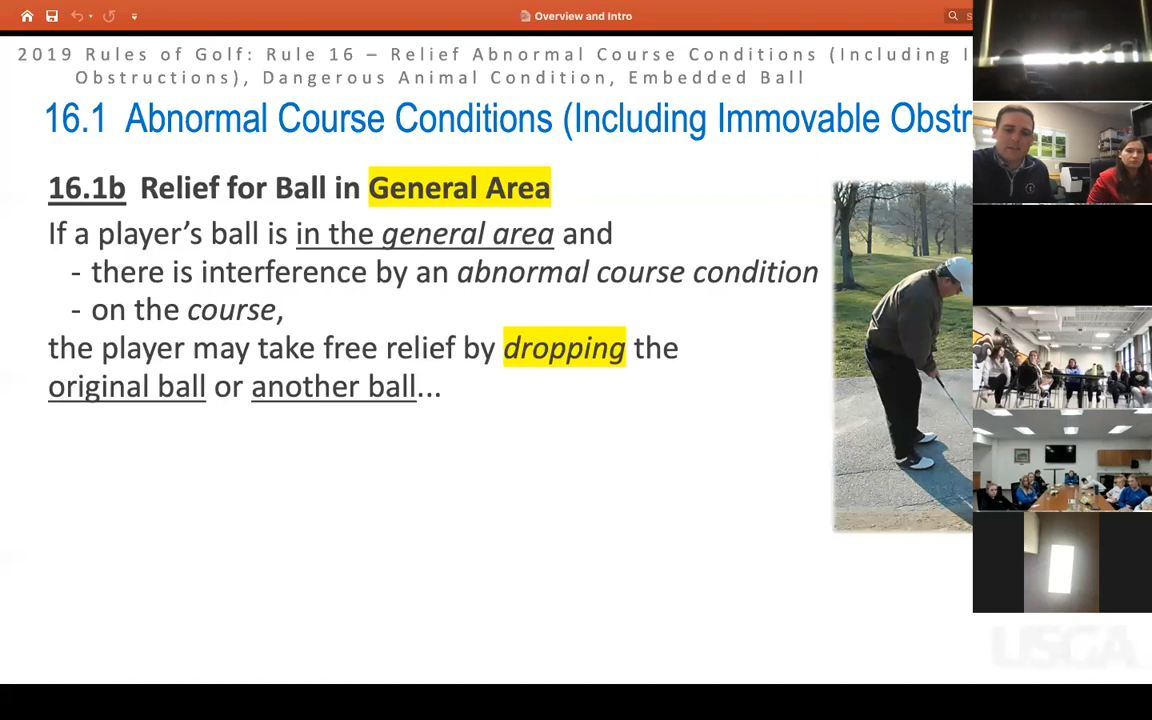 Overview and Intro
S
2019 Rules of Golf: Rule 16 – Relief Abnormal Course Conditions (Including I
Obstructions), Dangerous Animal Condition, Embedded Ball
16.1 Abnormal Course Conditions (Including Immovable Obstr
16.1b Relief for Ball in General Area
If a player’s ball is in the general area and
- there is interference by an abnormal course condition
- on the course,
the player may take free relief by dropping the
original ball or another ball...
USGA